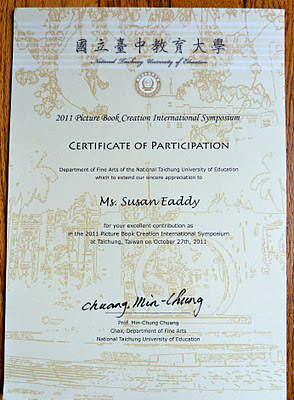 國立臺中教育大學
National Taichung University of Education
2011 Picture Book Creation International Symposium
CERTIFICATE OF PARTICIPATION
Department of Fine Arts of the National Taichung University of Education
which to extend our sincere appreciation to
Ms. Susan Eaddy
for your excellent contribution as
in the 2011 Picture Book Creation International Symposium
at Taichung, Taiwan on October 27th, 2011
Chuang, Min-Chung
Prof. Min-Chung Chuang
Chair, Department of Fine Arts
National Taichung University of Education